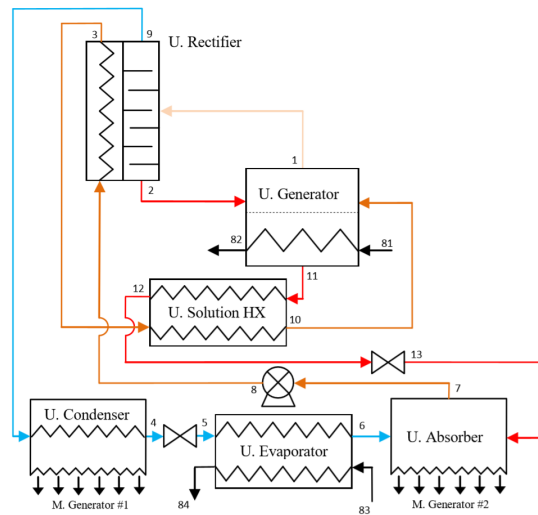 3
9
U. Rectifier
1
2
U. Generator
82
81
11
12
U. Solution HX
10
13
8
7
U. Condenser
4
5
6
U. Evaporator
U. Absorber
84
83
M. Generator #1
M. Generator #2